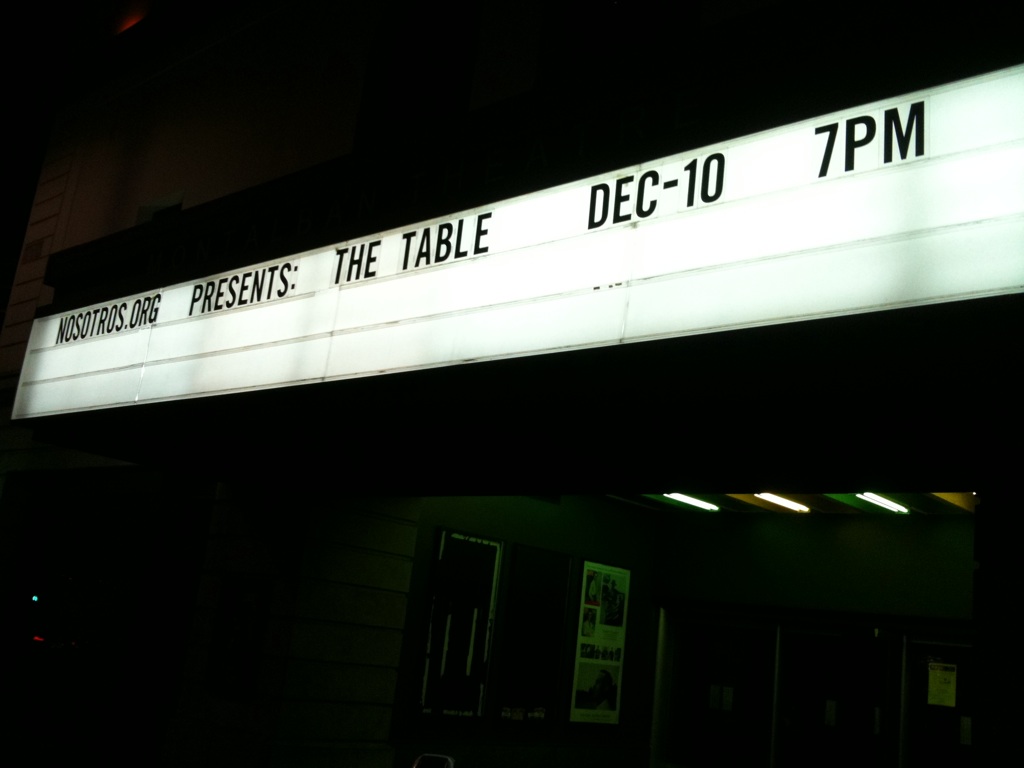 NOSOTROS.ORG PRESENTS: THE TABLE DEC-10 7PM